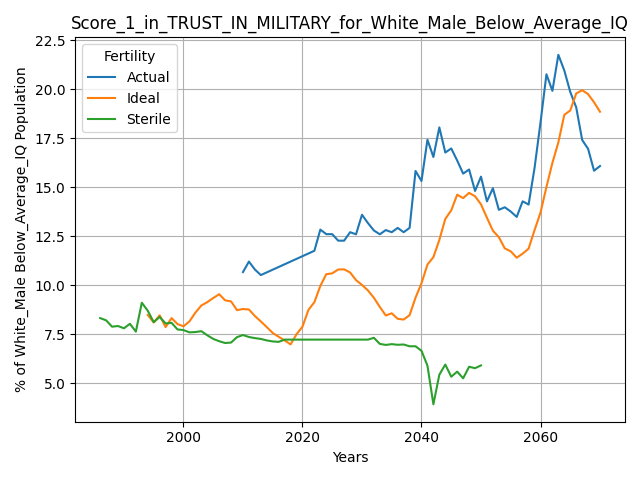 Score_1_in_TRUST_IN_MILITARY_for_White_Male_Below_Average_IQ
% of White_Male Below_Average_IQ Population
22.5
20.0
17.5
15.0
12.5
10.0
7.5
5.0
Fertility
Actual
Ideal
Sterile
2000
2020
2040
2060
Years